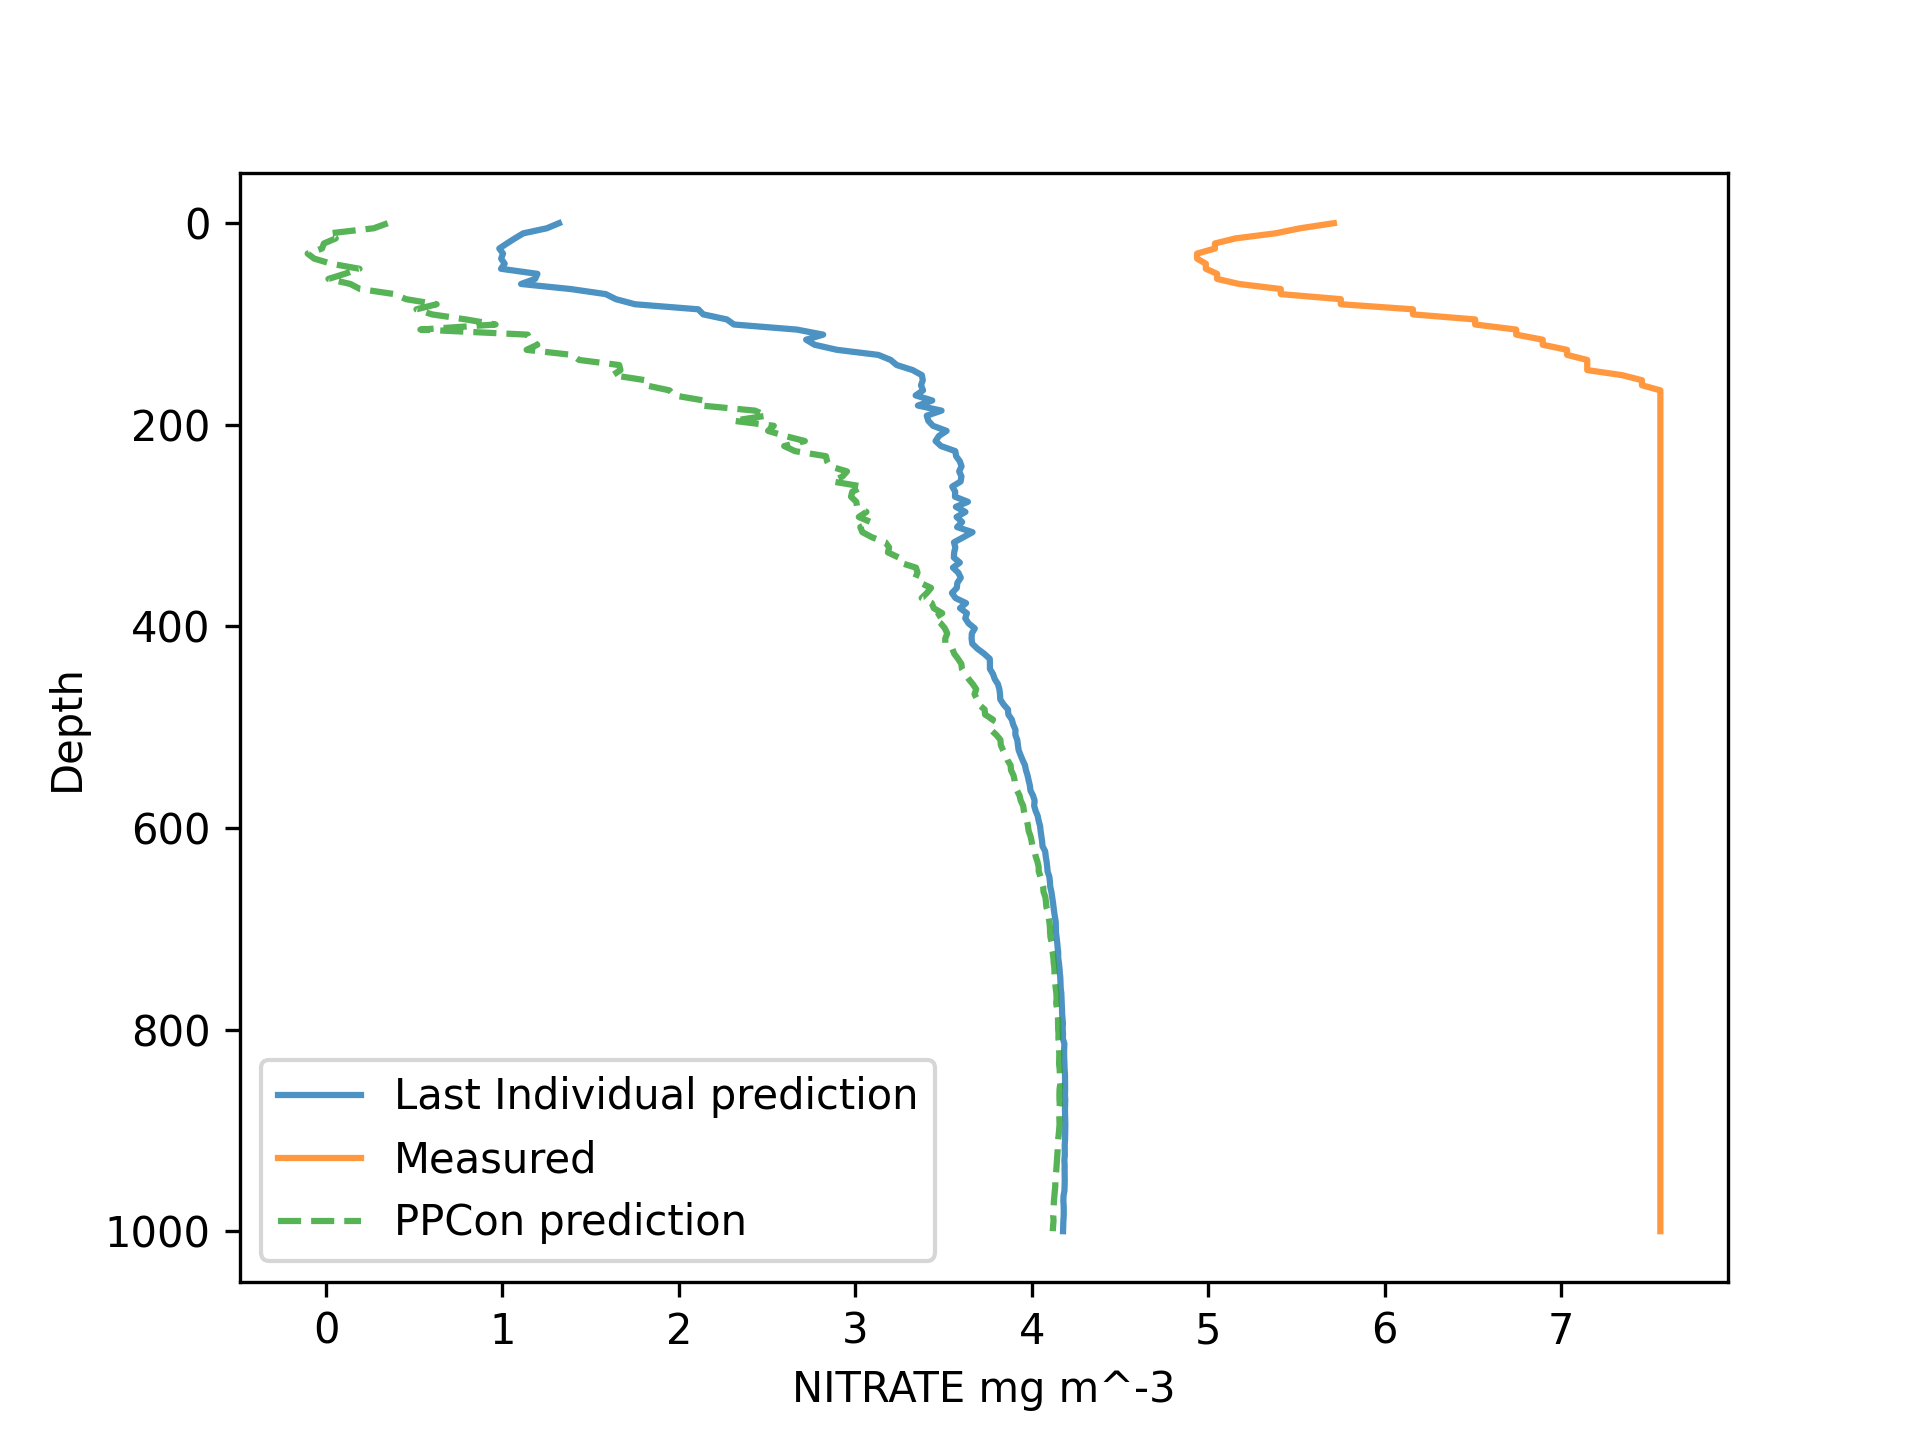 0
200
400
600
800
1000
Depth
Last Individual prediction
Measured
PPCon prediction
0 1 2 3 4 5 6 7
NITRATE mg m^-3